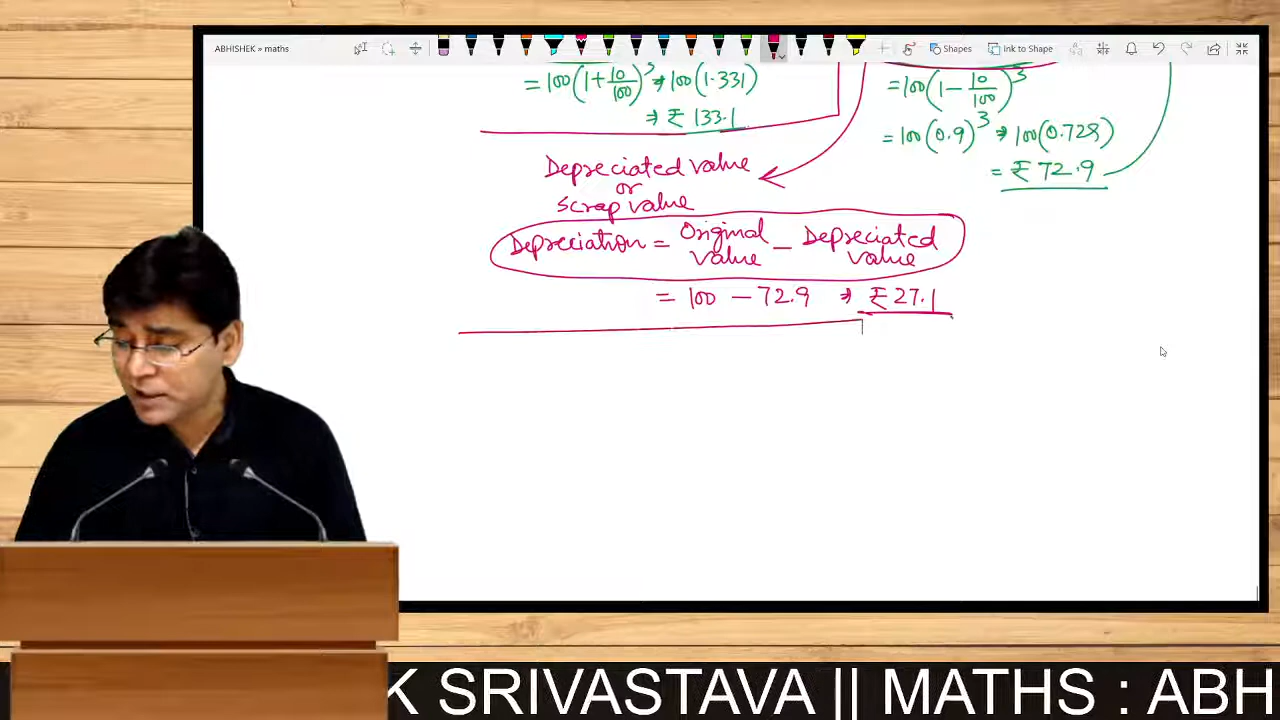 ABHISHEK » maths
Shapes
Ink to Shape
= 100(1+10/100)^3 ⇒ 100(1.331)
⇒ ₹ 133.1
= 100(1 - 10/100)^3
= 100(0.9)^3 ⇒ 100(0.729)
= ₹ 72.9
Depreciated value
or
scrap value
Depreciation = Original value - Depreciated value
= 100 - 72.9 ⇒ ₹ 27.1
K SRIVASTAVA || MATHS : ABH